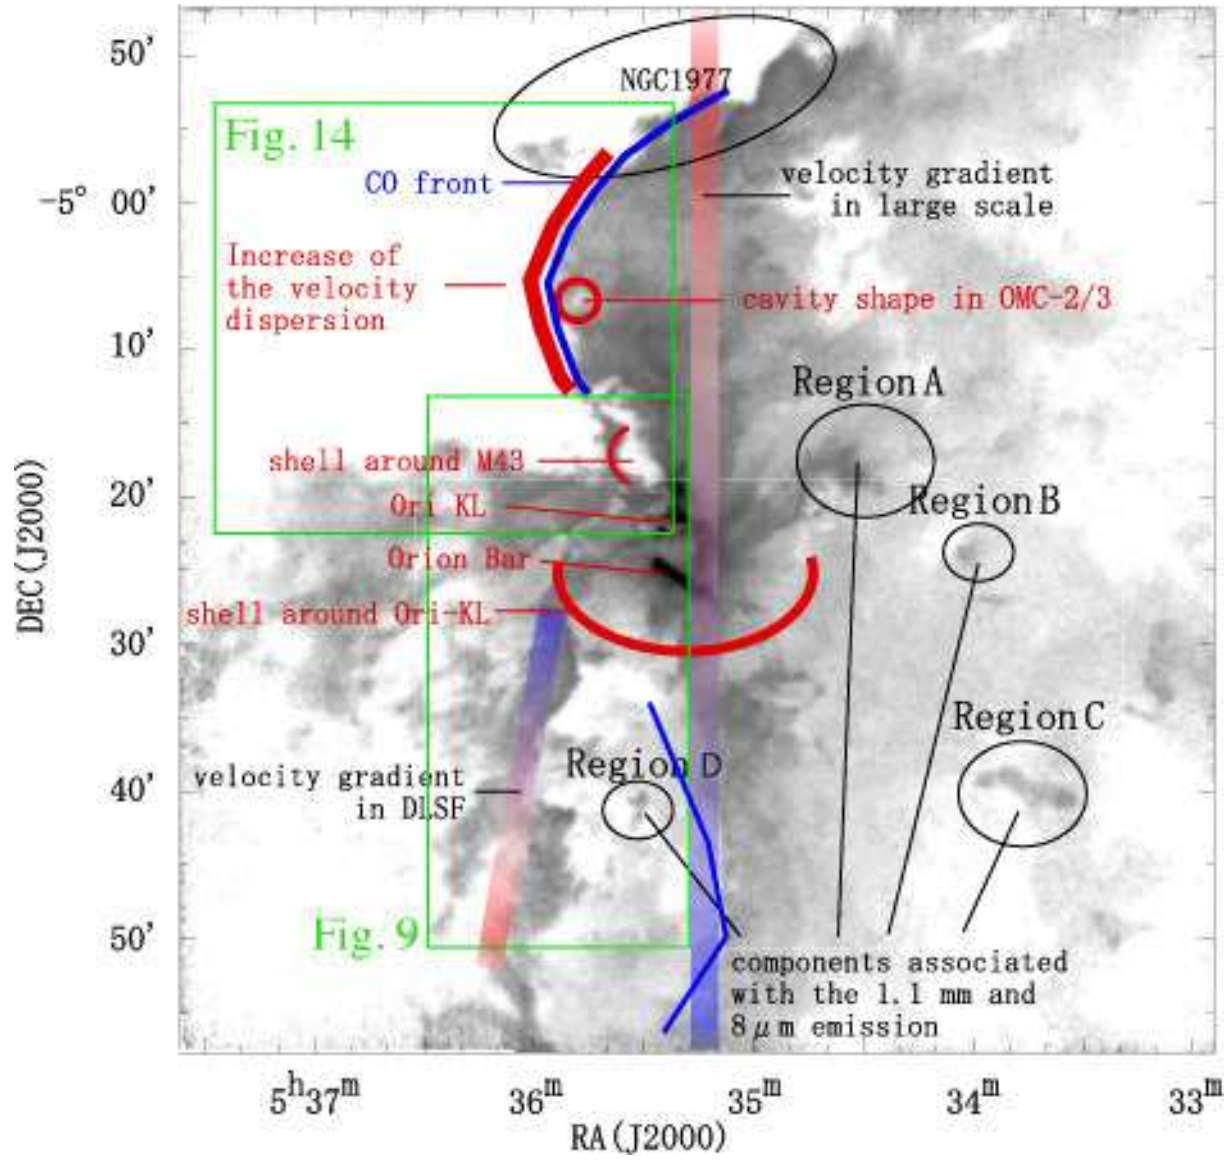 50'
NGC1977
Fig. 14
CO front
velocity gradient
in large scale
-5° 00'
Increase of
the velocity
dispersion
cavity shape in OMC-2/3
10'
Region A
shell around M43
20'
Ori KL
Region B
Orion Bar
DEC(J2000)
shell around Ori-KL
30'
Region C
Region D
velocity gradient
in DLSF
40'
Fig. 9
50'
components associated
with the 1.1 mm and
8μm emission
5h37m 36m 35m 34m 33m
RA(J2000)